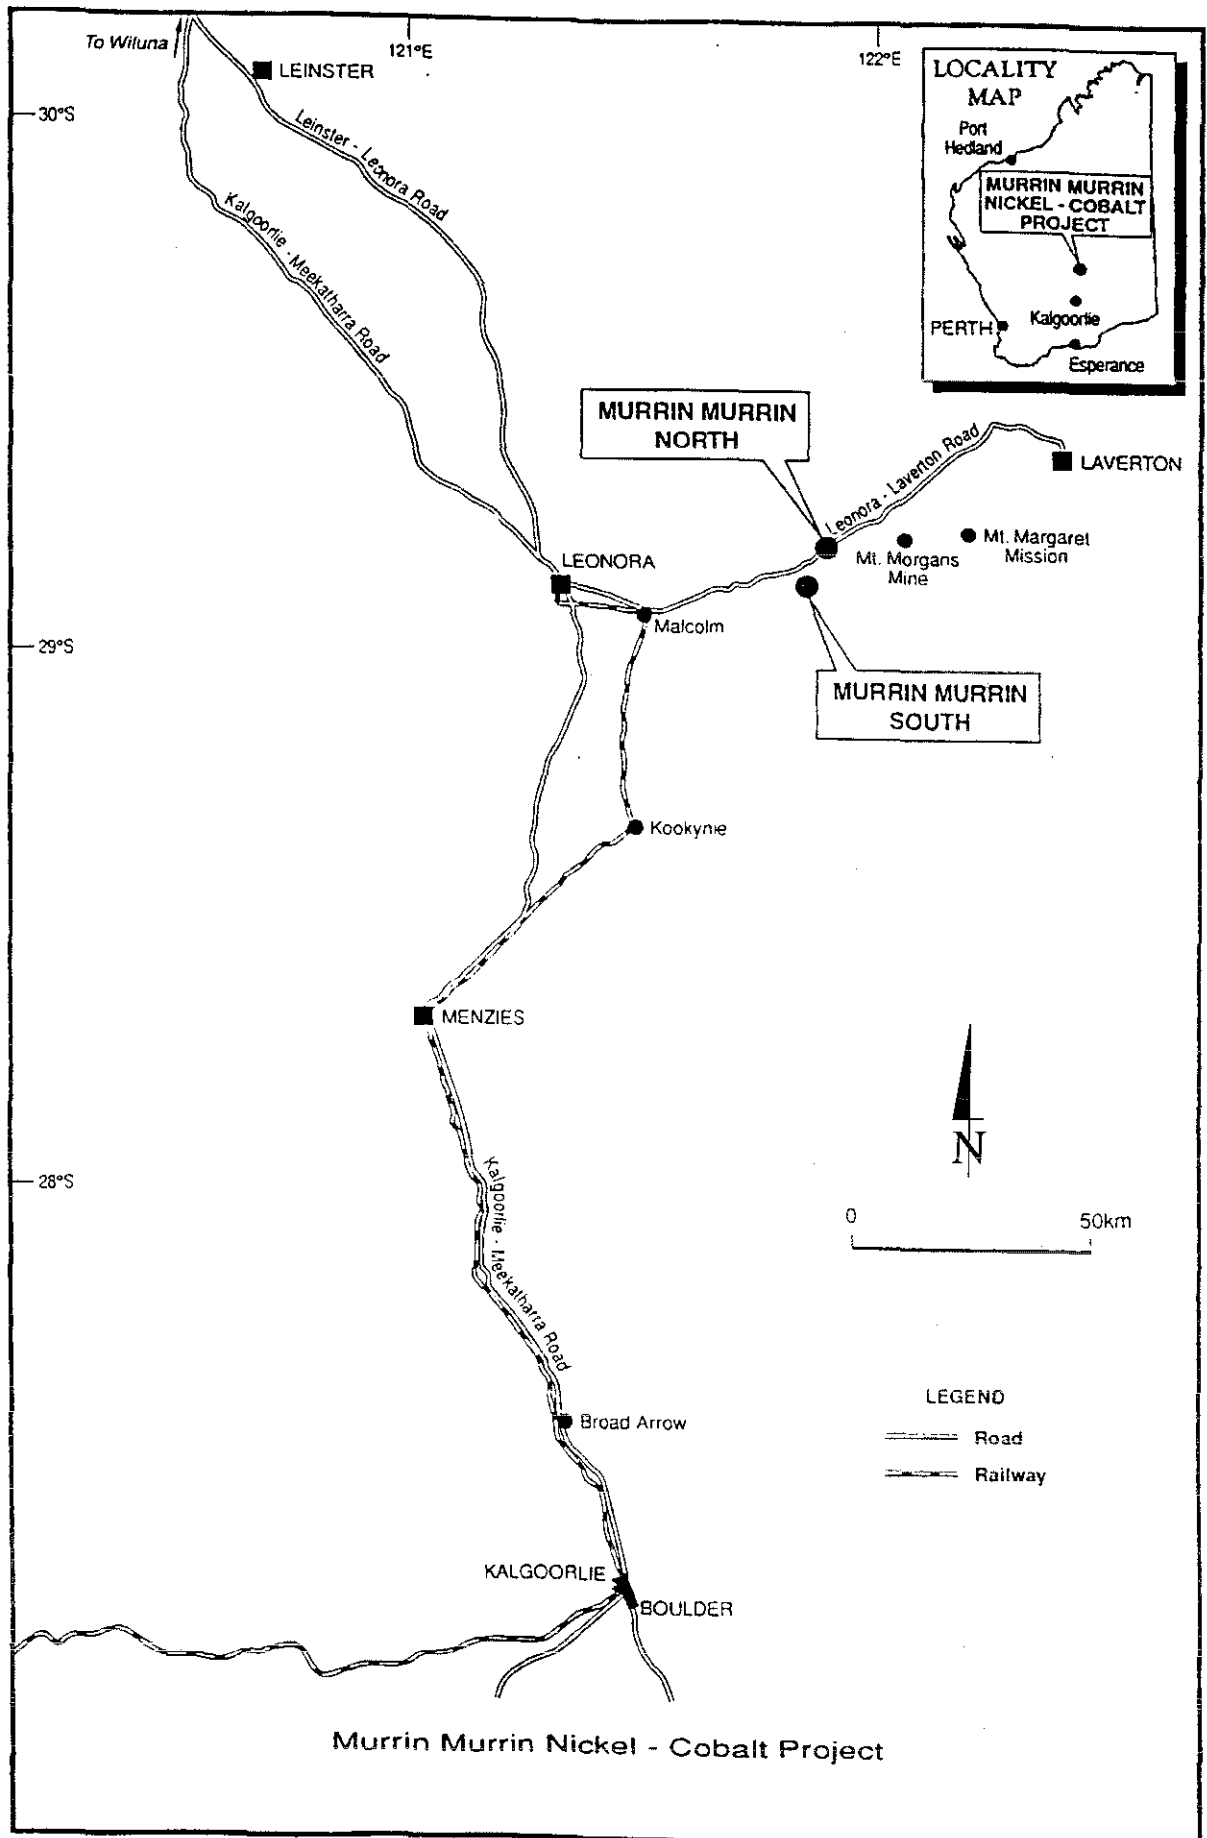 To Wiluna
121°E
122°E
LEINSTER
30°S
Leinster - Leonora Road
Kalgoorlie - Meekatharra Road
LOCALITY
MAP
Port
Hedland
MURRIN MURRIN
NICKEL - COBALT
PROJECT
PERTH
Kalgoorlie
Esperance
MURRIN MURRIN
NORTH
Leonora - Laverton Road
LAVERTON
Mt. Margaret
Mission
Mt. Morgans
Mine
LEONORA
Malcolm
29°S
MURRIN MURRIN
SOUTH
Kookynie
MENZIES
N
28°S
Kalgoorlie - Meekatharra Road
0
50km
LEGEND
Road
Railway
Broad Arrow
KALGOORLIE
BOULDER
Murrin Murrin Nickel - Cobalt Project